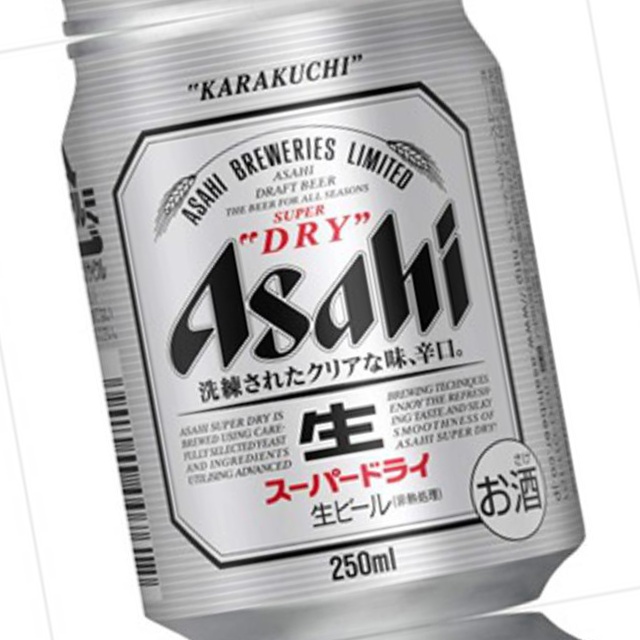 "KARAKUCHI"
ASAHI BREWERIES LIMITED
ASAHI
DRAFT BEER
THE BEER FOR ALL SEASONS
SUPER
"DRY"
Asahi
洗練されたクリアな味、辛口。
ASAHI SUPER DRY IS
BREWED USING CARE-
FULLY SELECTED YEAST
AND INGREDIENTS
UTILISING ADVANCED
生
BREWING TECHNIQUES.
ENJOY THE REFRESH-
ING TASTE AND SILKY
SMOOTHNESS OF
ASAHI SUPER DRY"
スーパードライ
生ビール(非熱処理)
さけ
お酒
250ml